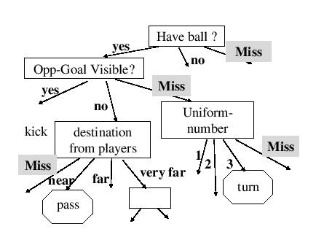 Have ball ?
yes
no
Miss
Opp-Goal Visible?
yes
no
Miss
kick
destination
from players
Uniform-
number
Miss
near
far
very far
1
2
3
Miss
pass
turn